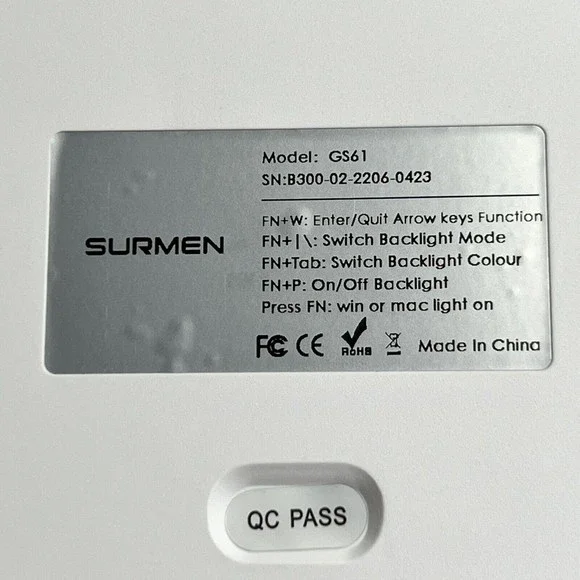 Model: GS61
SN:B300-02-2206-0423
SURMEN
FN+W: Enter/Quit Arrow keys Function
FN+|\: Switch Backlight Mode
FN+Tab: Switch Backlight Colour
FN+P: On/Off Backlight
Press FN: win or mac light on
FC CE RoHS Made In China
QC PASS